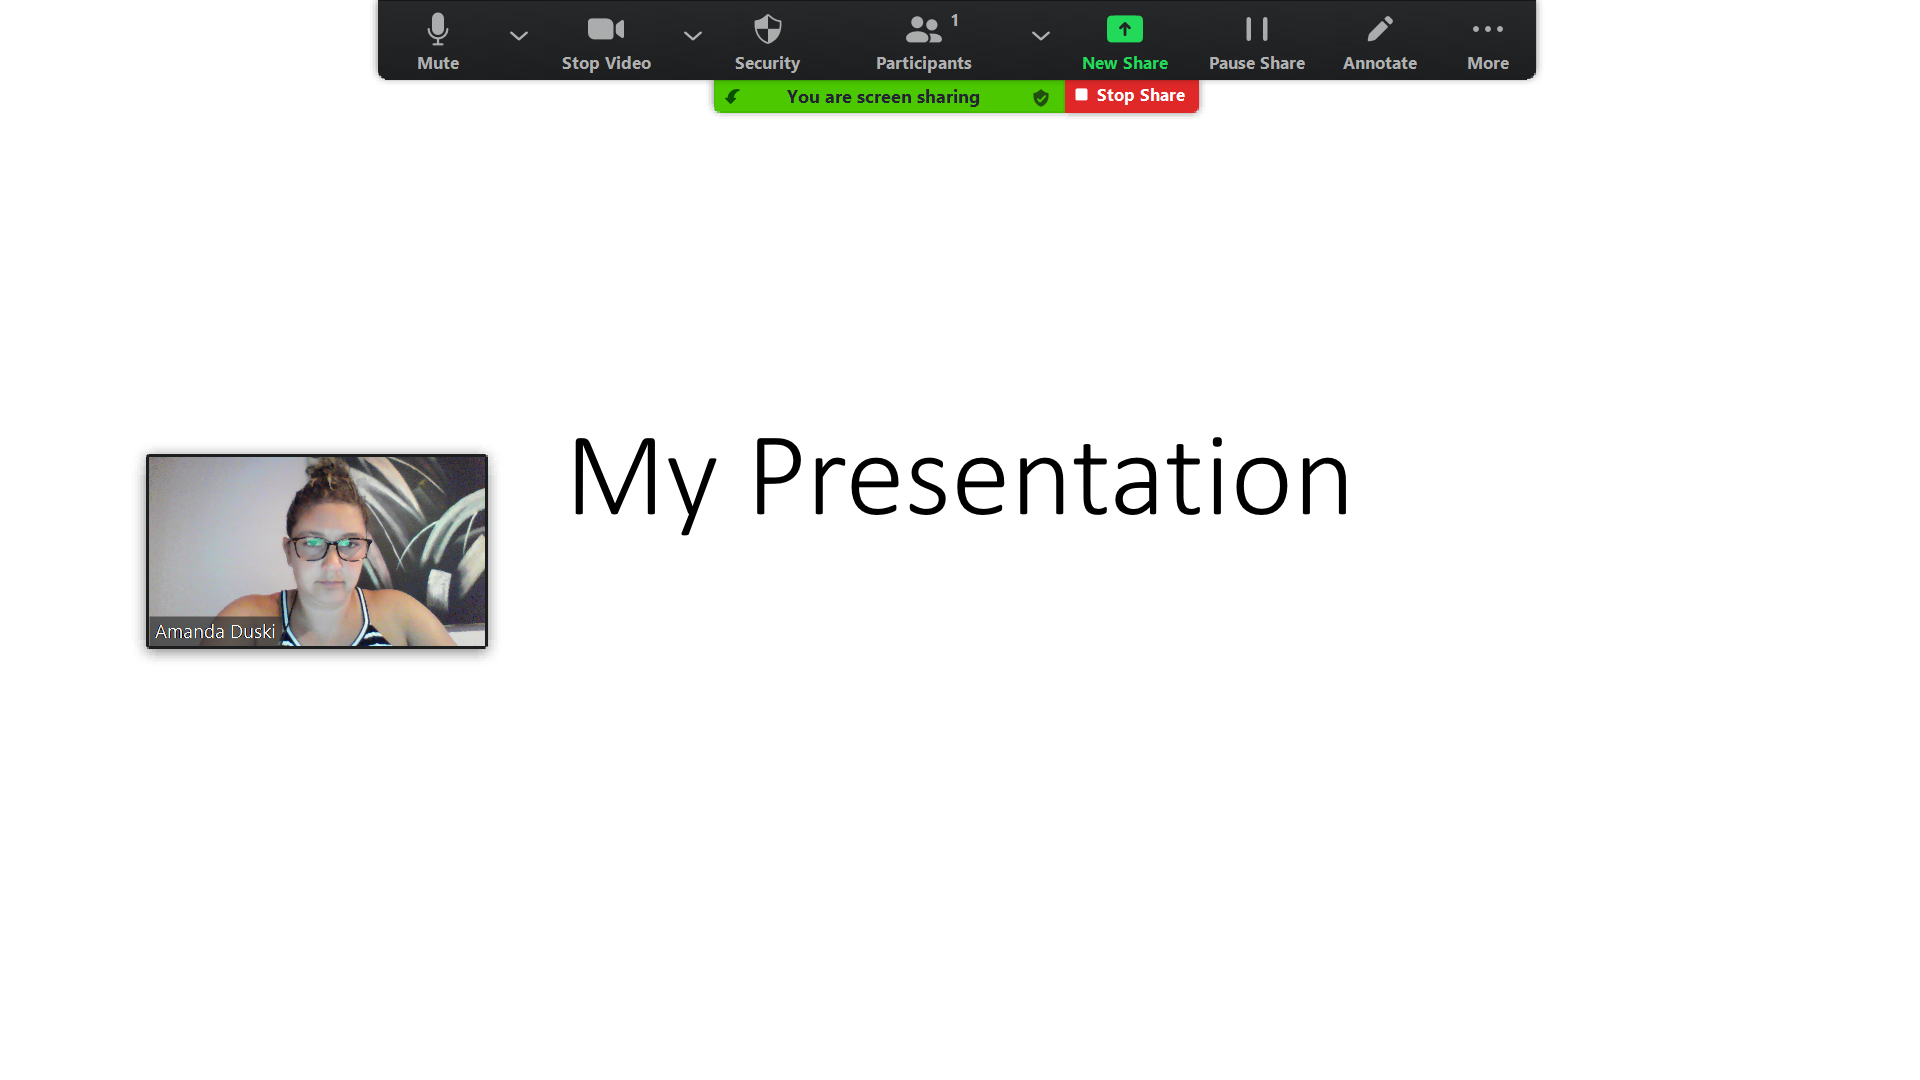 Mute
Stop Video
Security
Participants
1
New Share
Pause Share
Annotate
More
You are screen sharing
Stop Share
My Presentation
Amanda Duski